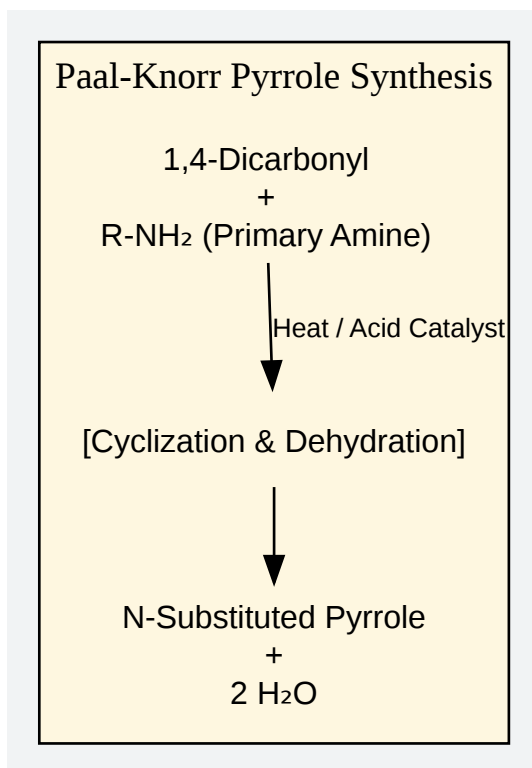 Paal-Knorr Pyrrole Synthesis
1,4-Dicarbonyl
+
R-NH₂ (Primary Amine)
Heat / Acid Catalyst
[Cyclization & Dehydration]
N-Substituted Pyrrole
+
2 H₂O